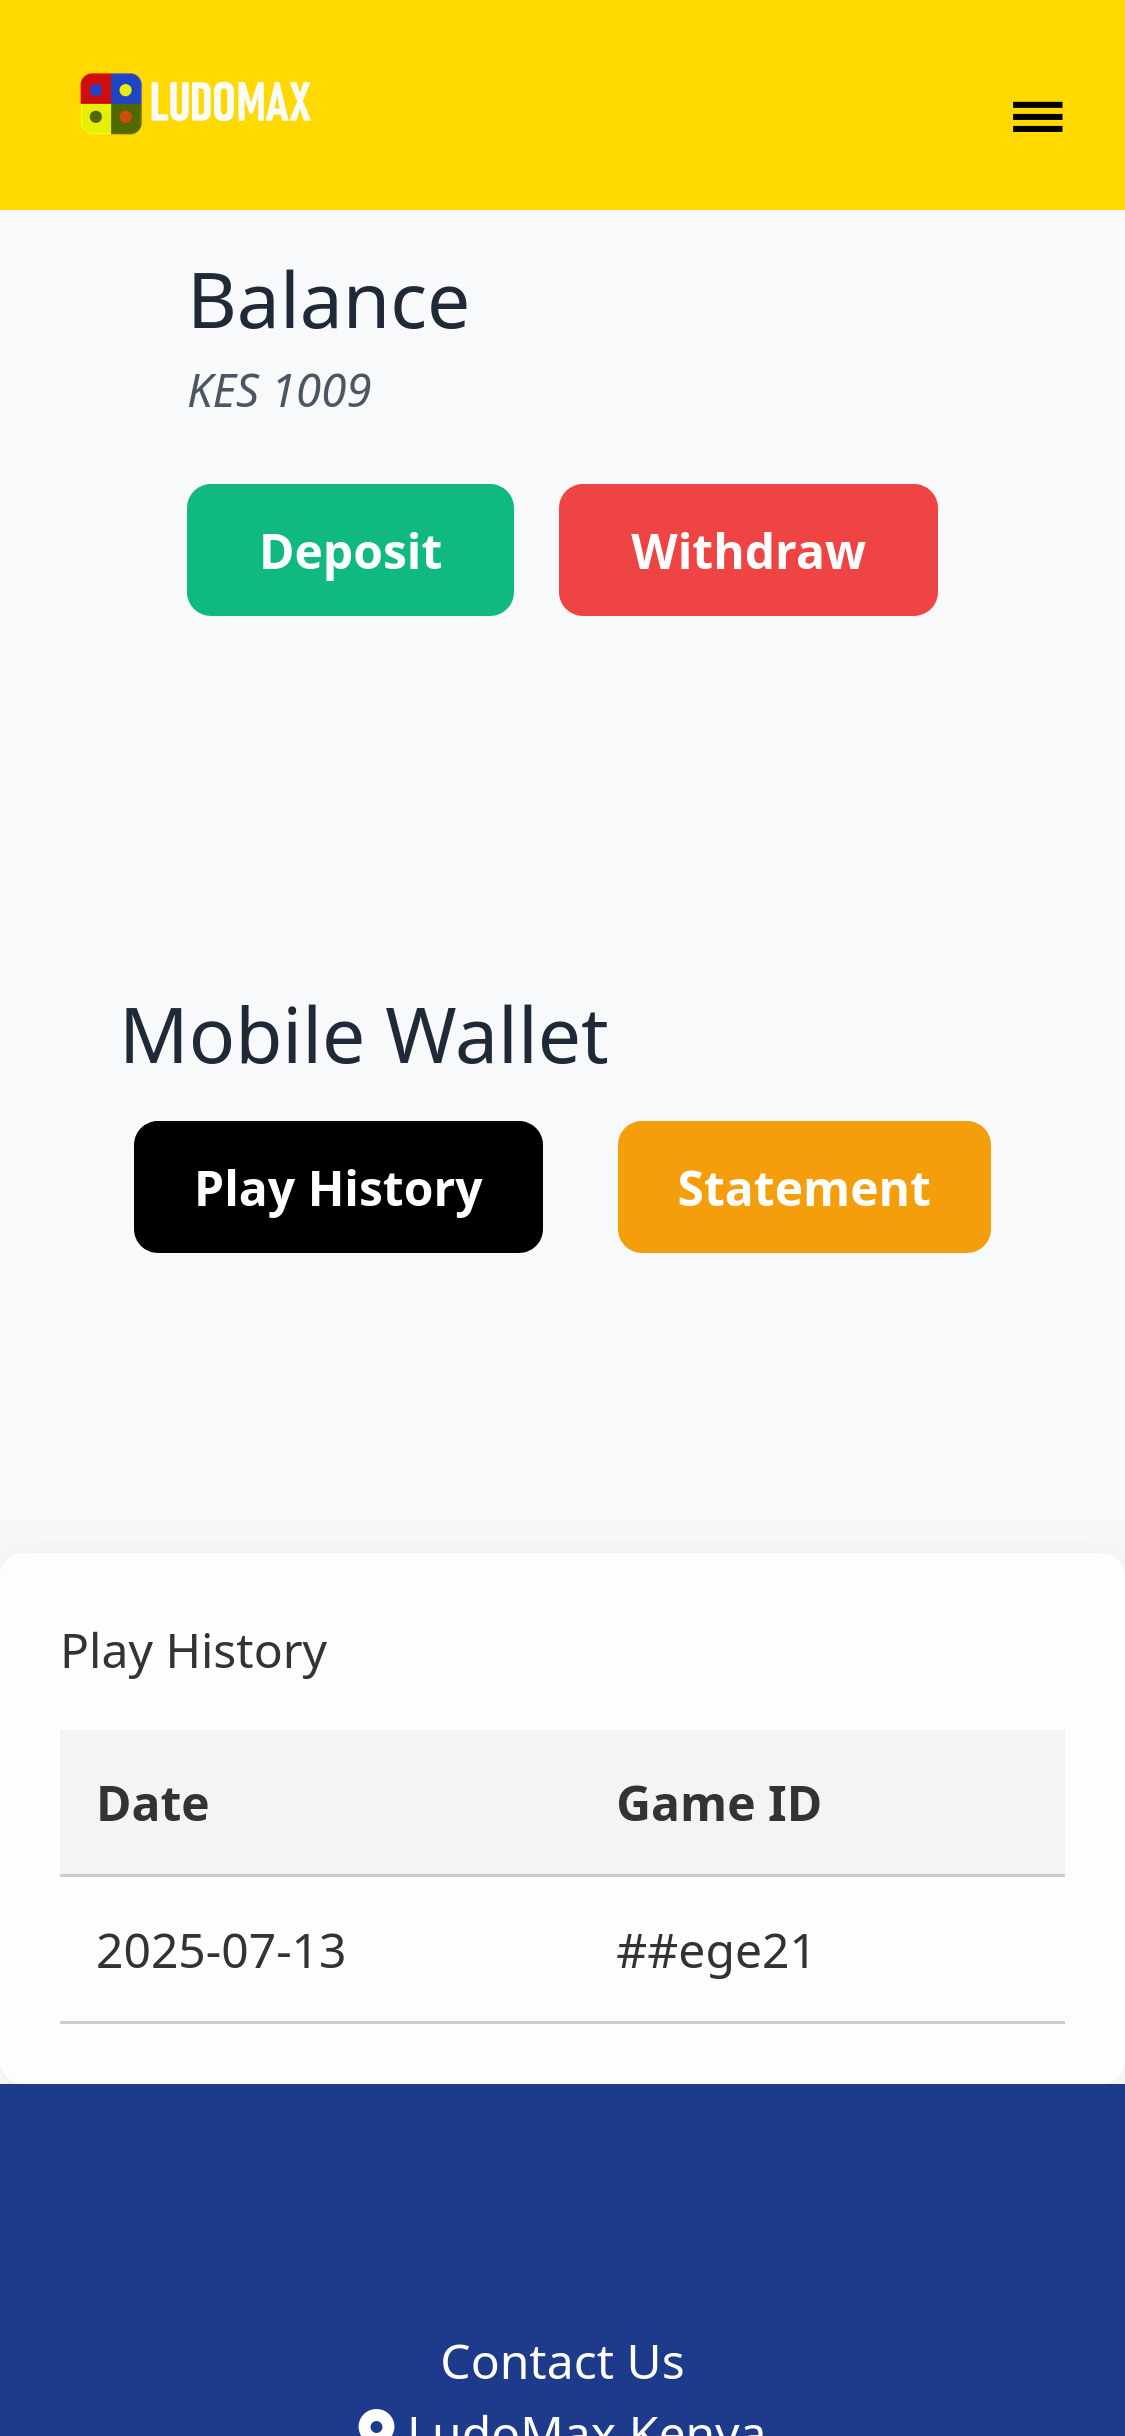 LUDOMAX
Balance
KES 1009
Deposit Withdraw
Mobile Wallet
Play History Statement
Play History
Date Game ID
2025-07-13 ##ege21
Contact Us
LudoMax Kenya